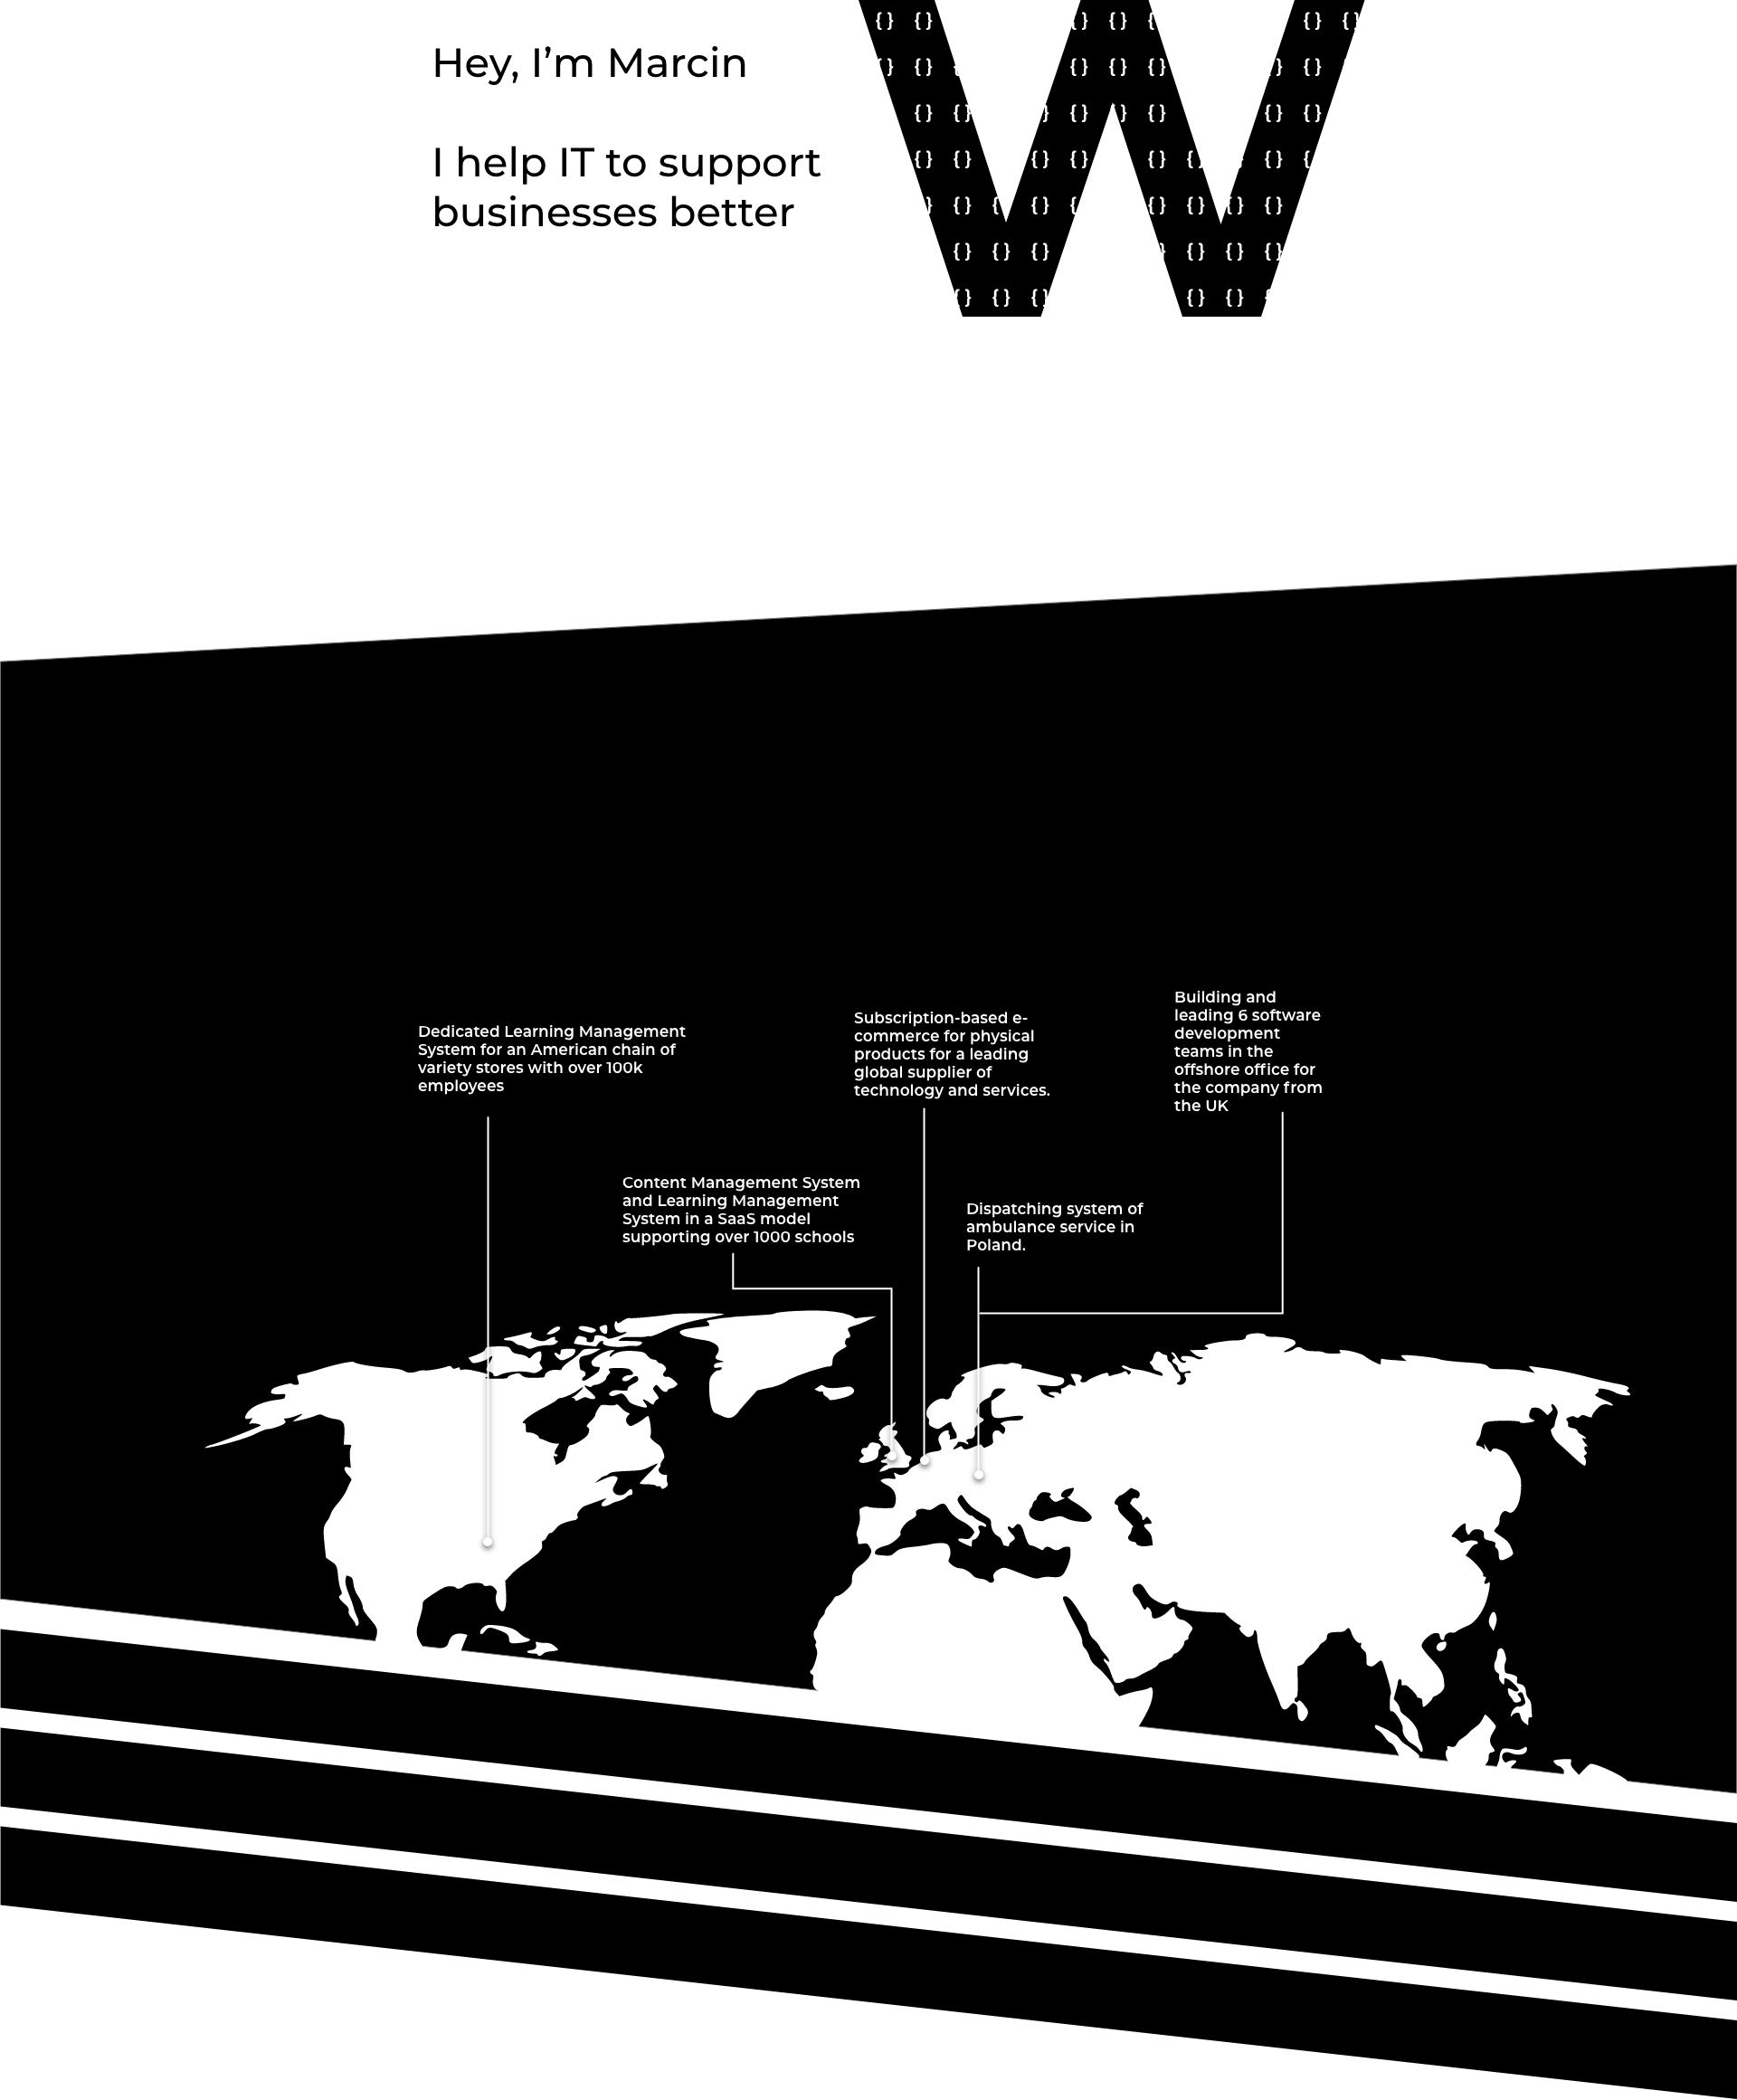 Hey, I’m Marcin
I help IT to support
businesses better
W
{} {} {} {} { {} {}
} {} { {} {} {} } {}
{} {} } {} } {} {} {}
{} {} {} {} {} { } {} {
} {} { {} { {} {} {} {}
{} {} {} } {} {} {}
{} {} {} {} {} {
Building and
leading 6 software
development
teams in the
offshore office for
the company from
the UK
Subscription-based e-
commerce for physical
products for a leading
global supplier of
technology and services.
Dedicated Learning Management
System for an American chain of
variety stores with over 100k
employees
Content Management System
and Learning Management
System in a SaaS model
supporting over 1000 schools
Dispatching system of
ambulance service in
Poland.